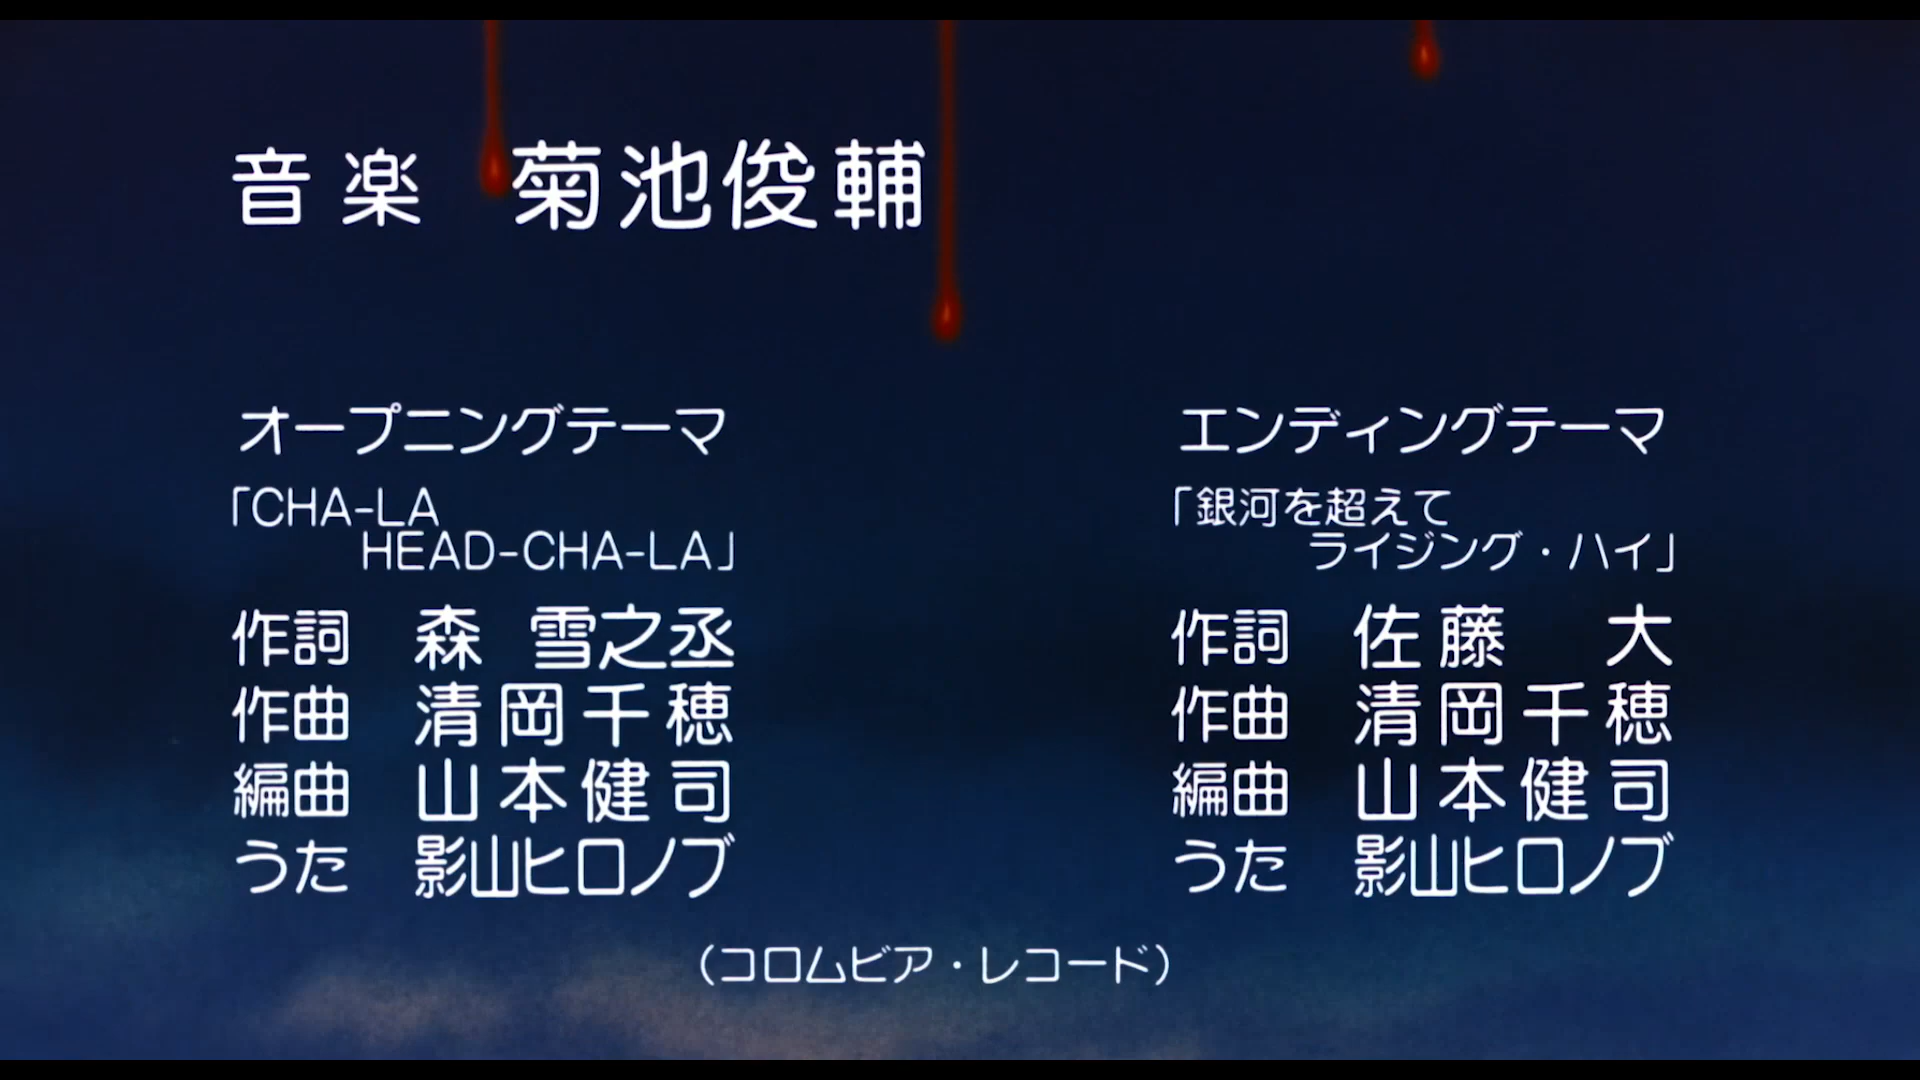 音楽 菊池俊輔
オープニングテーマ
「CHA-LA
HEAD-CHA-LA」
作詞 森 雪之丞
作曲 清岡千穂
編曲 山本健司
うた 影山ヒロノブ
エンディングテーマ
「銀河を超えて
ライジング・ハイ」
作詞 佐藤 大
作曲 清岡千穂
編曲 山本健司
うた 影山ヒロノブ
（コロムビア・レコード）